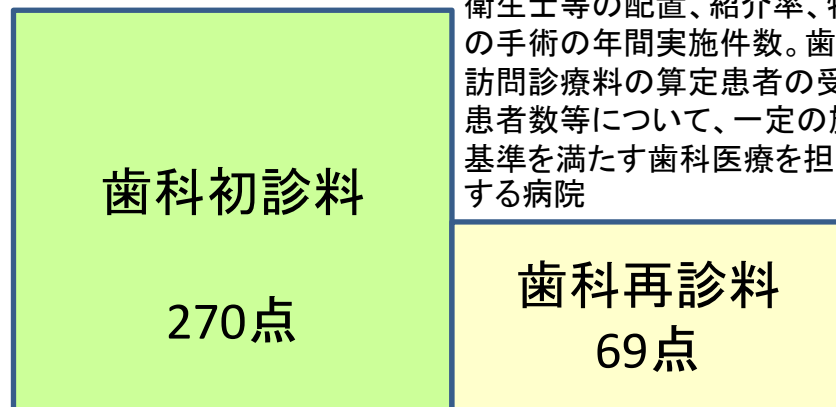 歯科初診料
270点
衛生士等の配置、紹介率、
の手術の年間実施件数。歯
訪問診療料の算定患者の受
患者数等について、一定の
基準を満たす歯科医療を担
する病院
歯科再診料
69点